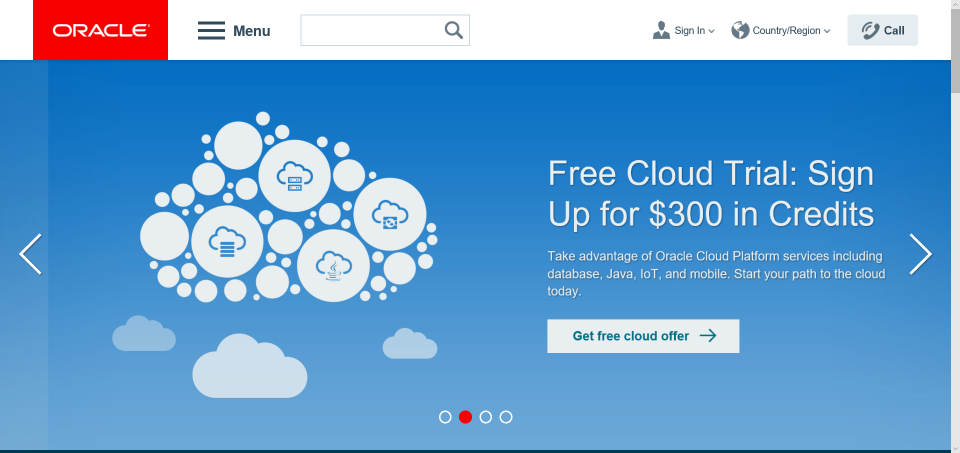 ORACLE
Menu
Sign In
Country/Region
Call
Free Cloud Trial: Sign
Up for $300 in Credits
Take advantage of Oracle Cloud Platform services including
database, Java, IoT, and mobile. Start your path to the cloud
today.
Get free cloud offer